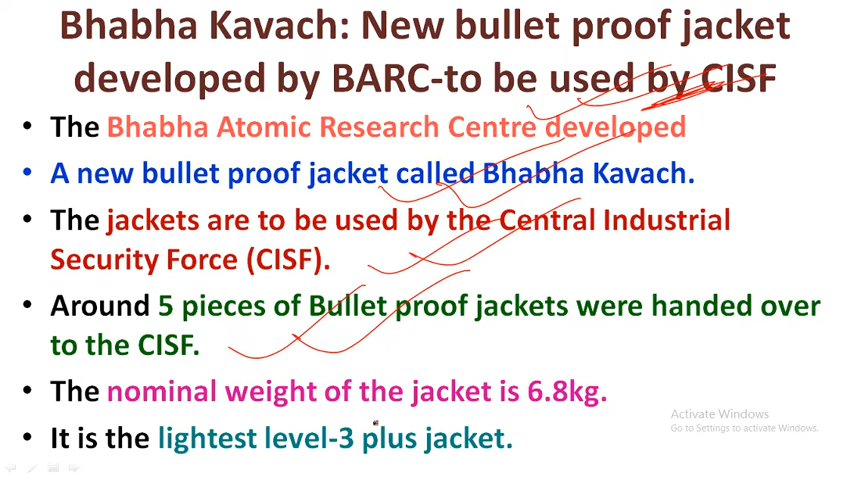 Bhabha Kavach: New bullet proof jacket
developed by BARC-to be used by CISF
• The Bhabha Atomic Research Centre developed
• A new bullet proof jacket called Bhabha Kavach.
• The jackets are to be used by the Central Industrial
Security Force (CISF).
• Around 5 pieces of Bullet proof jackets were handed over
to the CISF.
• The nominal weight of the jacket is 6.8kg.
• It is the lightest level-3 plus jacket.
Activate Windows
Go to Settings to activate Windows.